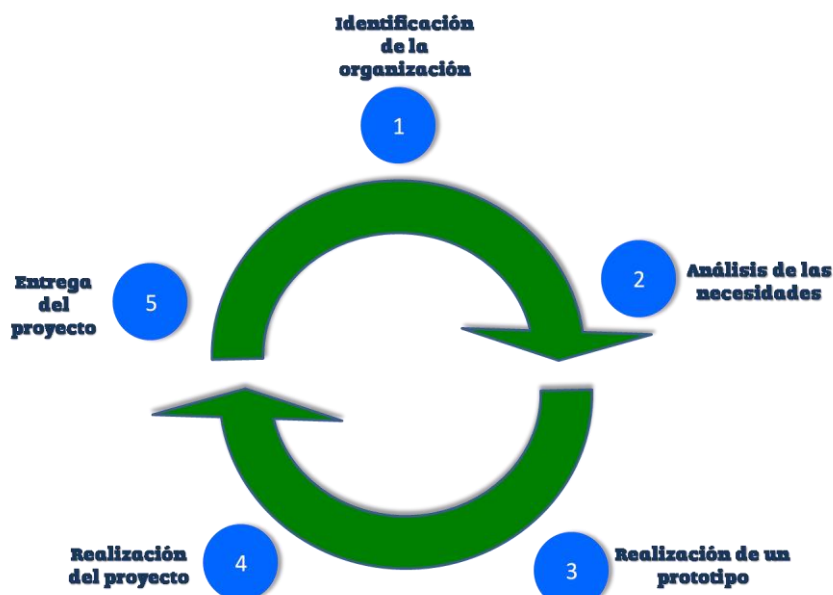 Identificación
de la
organización
1
2
Análisis de las
necesidades
Entrega
del
proyecto
5
Realización
del proyecto
4
3
Realización de un
prototipo